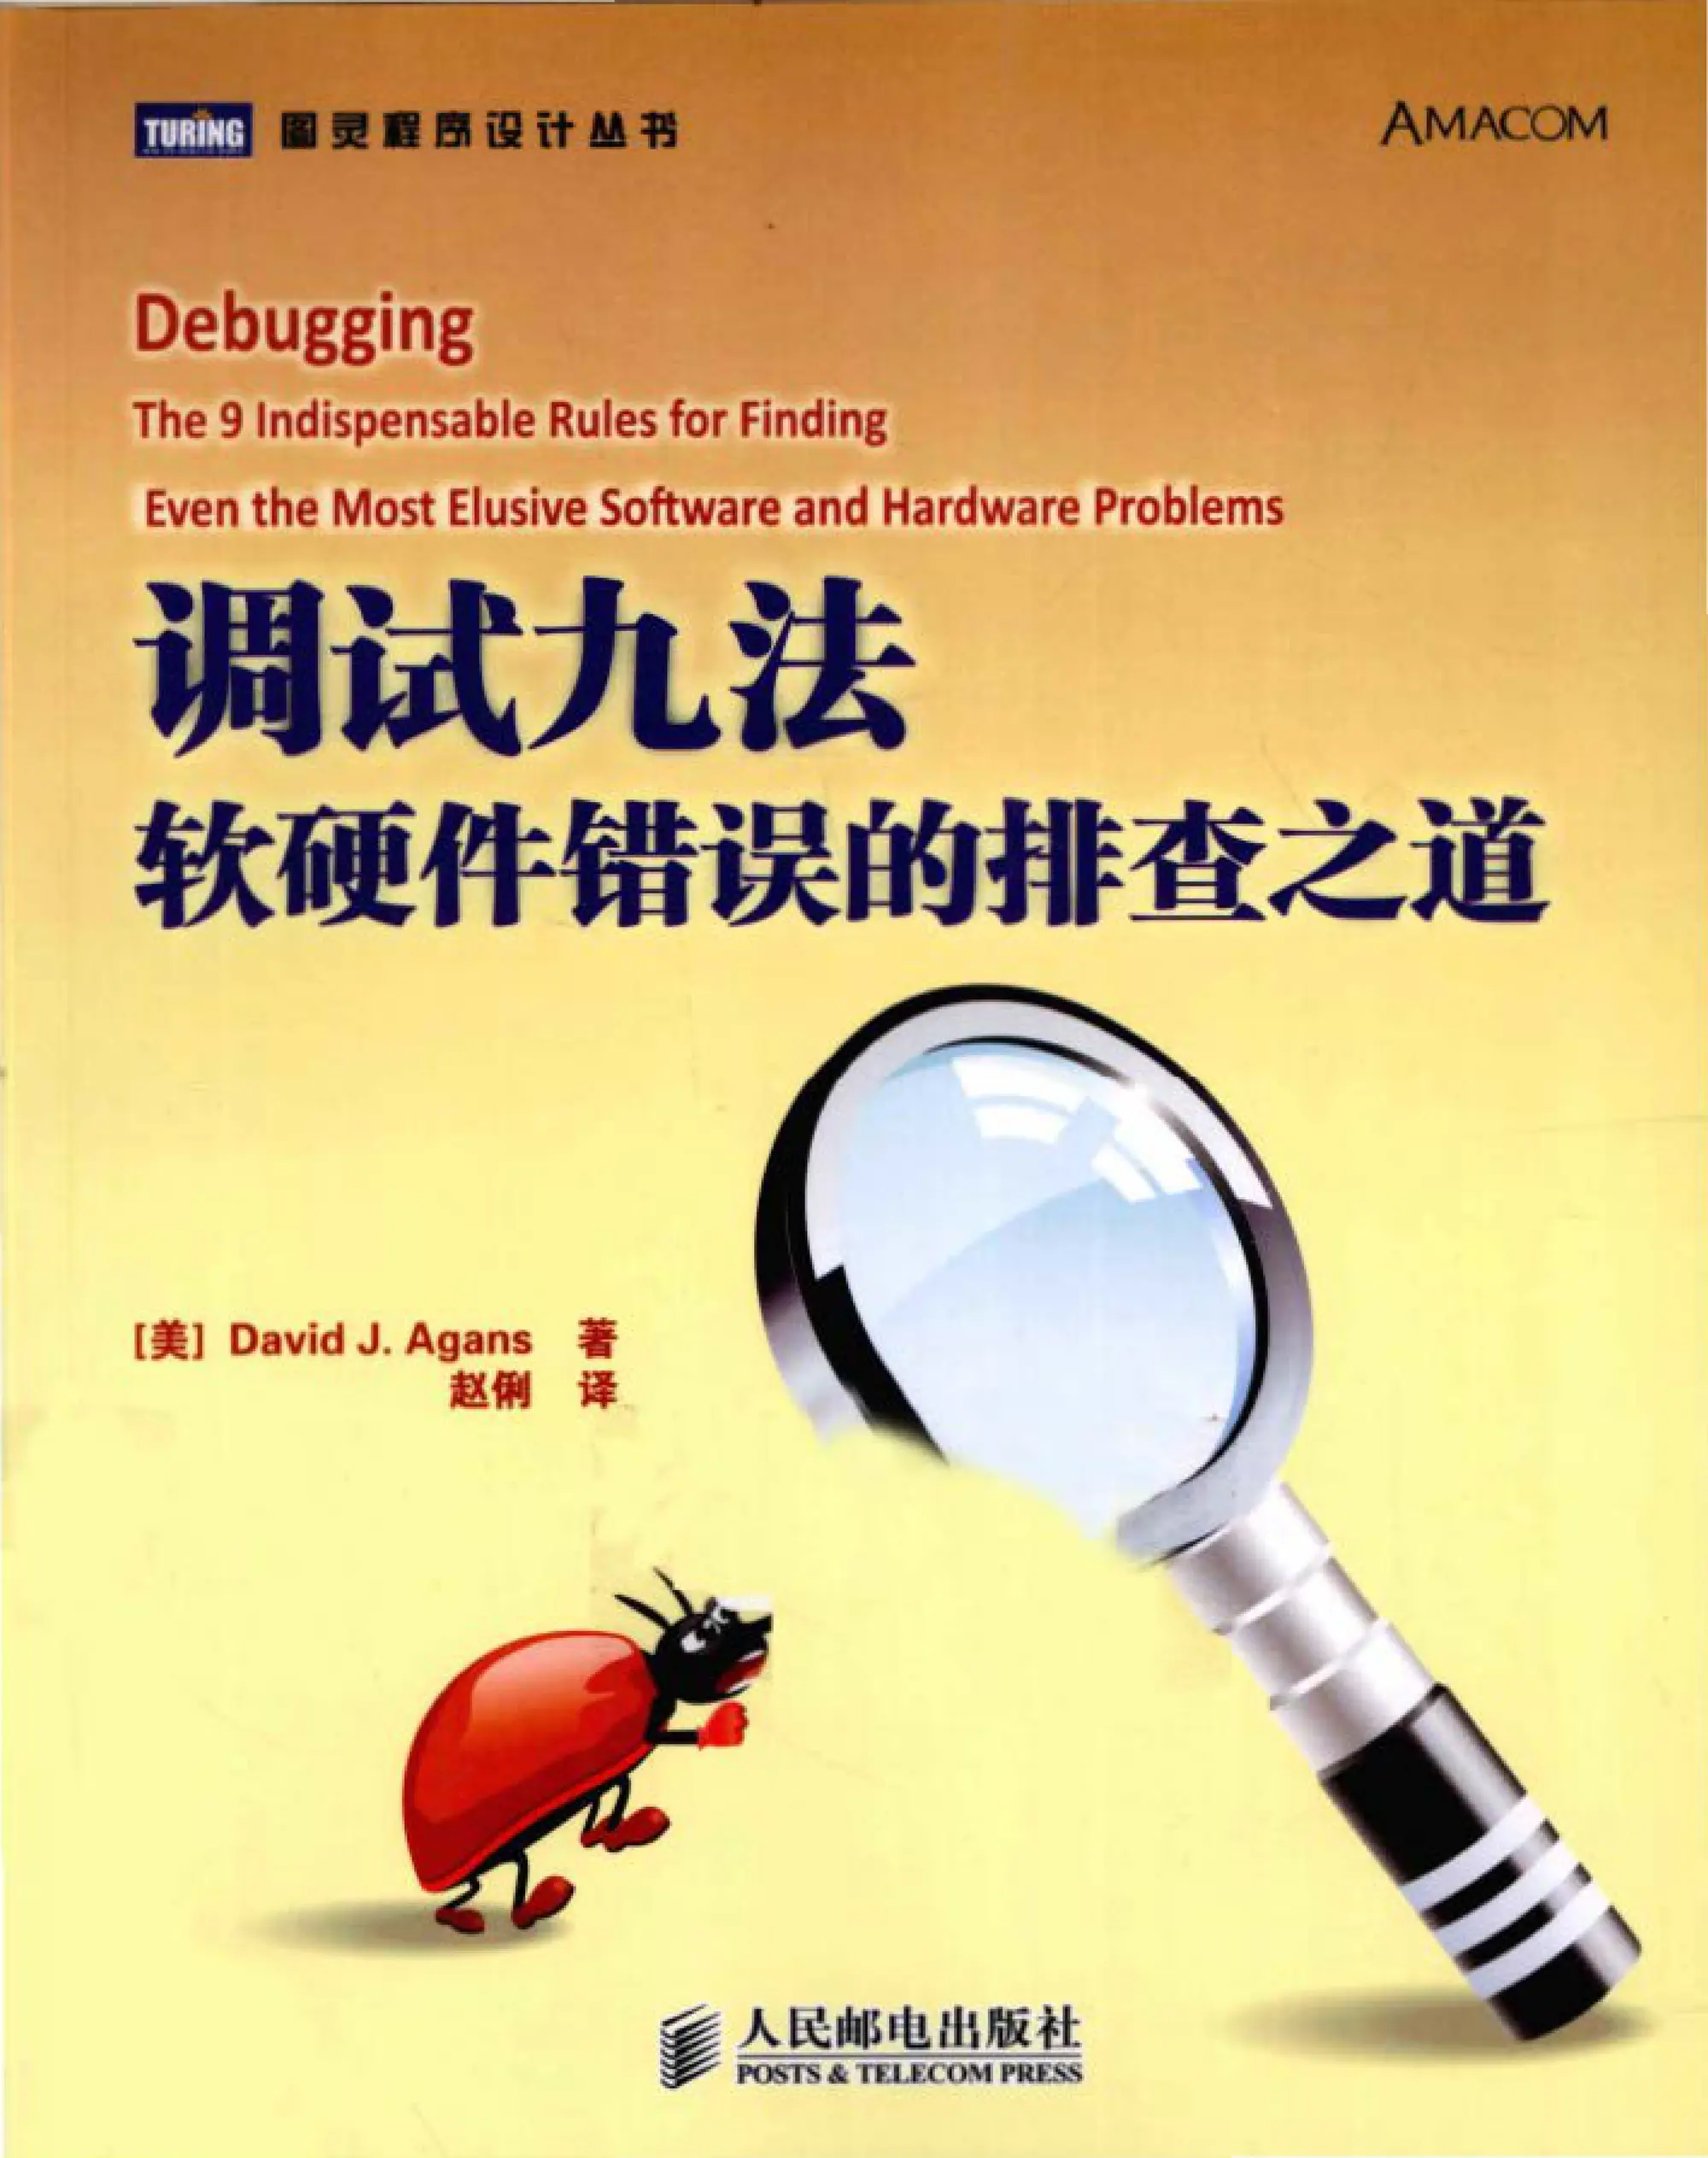 TURING 图灵程序设计丛书
AMACOM
Debugging
The 9 Indispensable Rules for Finding
Even the Most Elusive Software and Hardware Problems
调试九法
软硬件错误的排查之道
[美] David J. Agans 著
赵俐 译
人民邮电出版社
POSTS & TELECOM PRESS